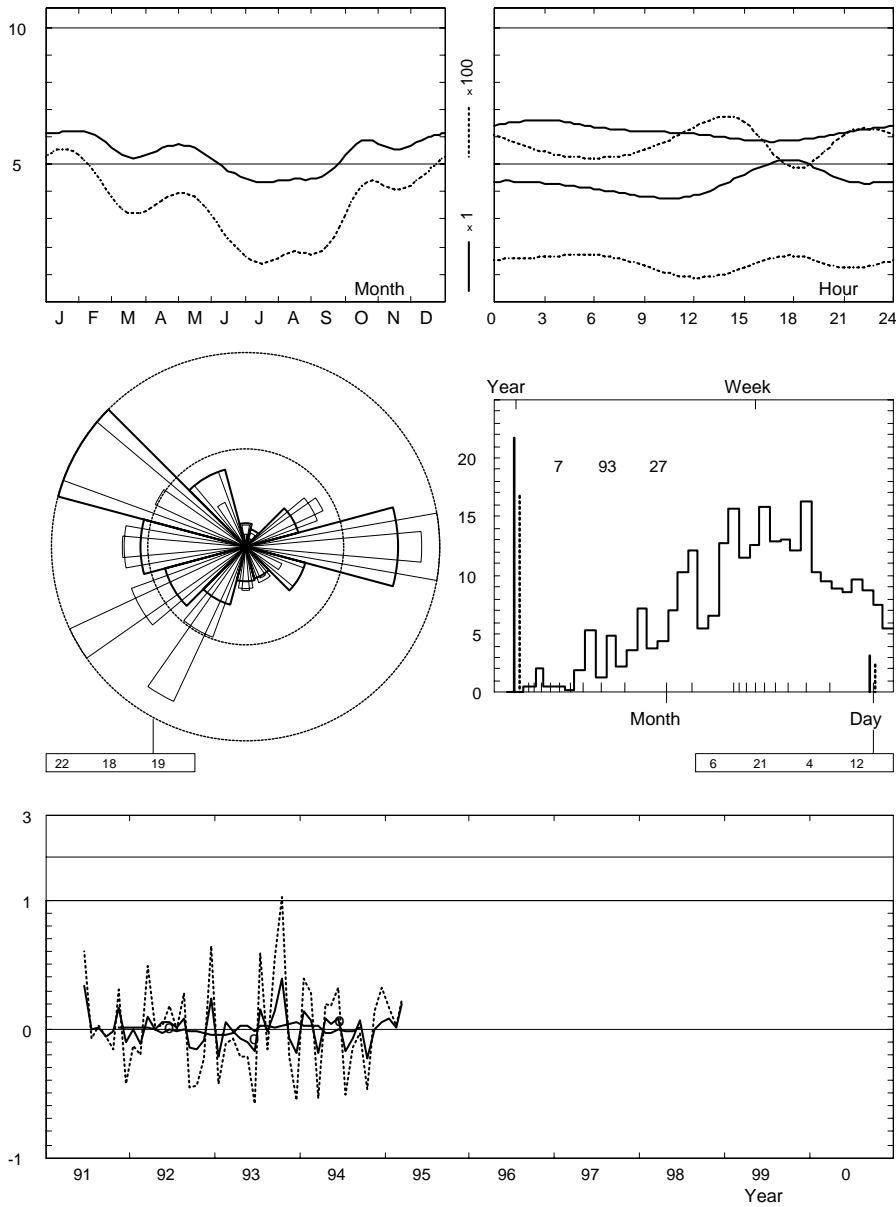 10
5
J F M A M J J A S O N D
Month
× 1 × 100
0 3 6 9 12 15 18 21 24
Hour
22 18 19
Year Week
20
15
10
5
0
7 93 27
Month Day
6 21 4 12
3
1
0
-1
91 92 93 94 95 96 97 98 99 0
Year